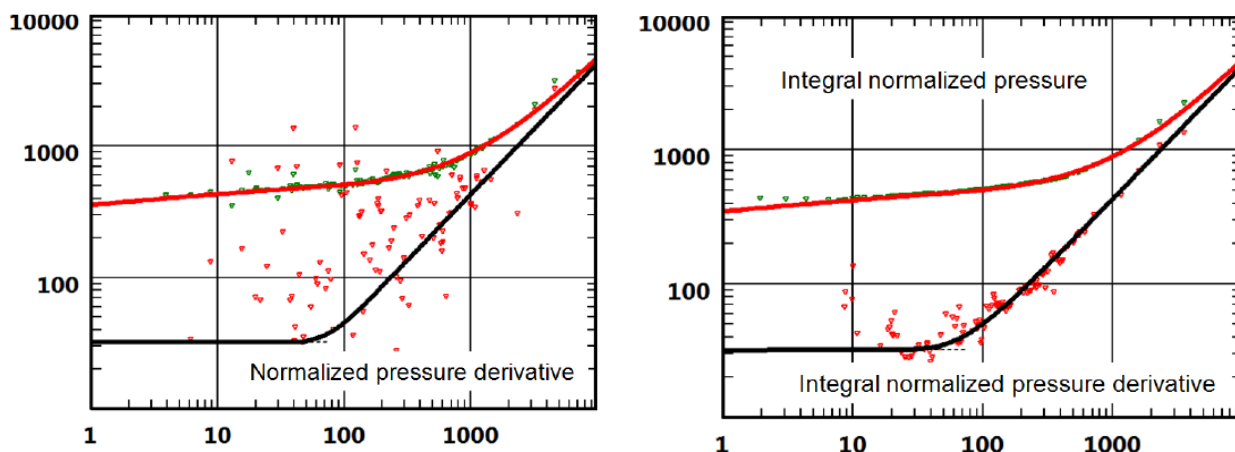 10000
1000
100
Normalized pressure derivative
1 10 100 1000
10000
Integral normalized pressure
1000
100
Integral normalized pressure derivative
1 10 100 1000